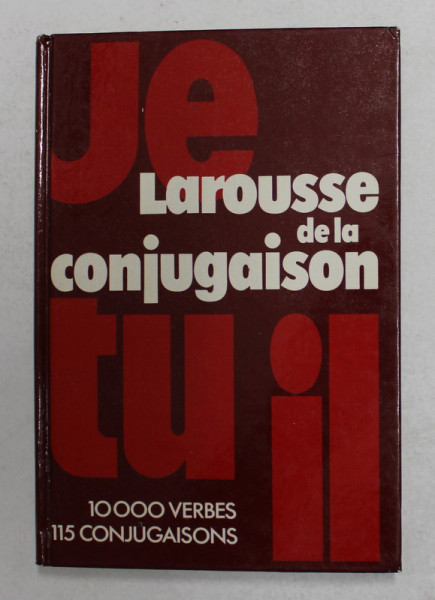 Je
Larousse
de la
conjugaison
tu il
10 000 VERBES
115 CONJUGAISONS